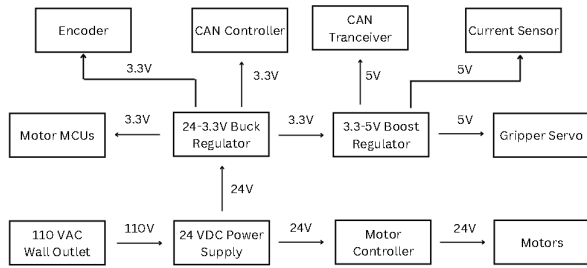 Encoder
CAN Controller
CAN
Tranceiver
Current Sensor
3.3V
3.3V
5V
5V
Motor MCUs
3.3V
24-3.3V Buck
Regulator
3.3V
3.3-5V Boost
Regulator
5V
Gripper Servo
24V
110 VAC
Wall Outlet
110V
24 VDC Power
Supply
24V
Motor
Controller
24V
Motors